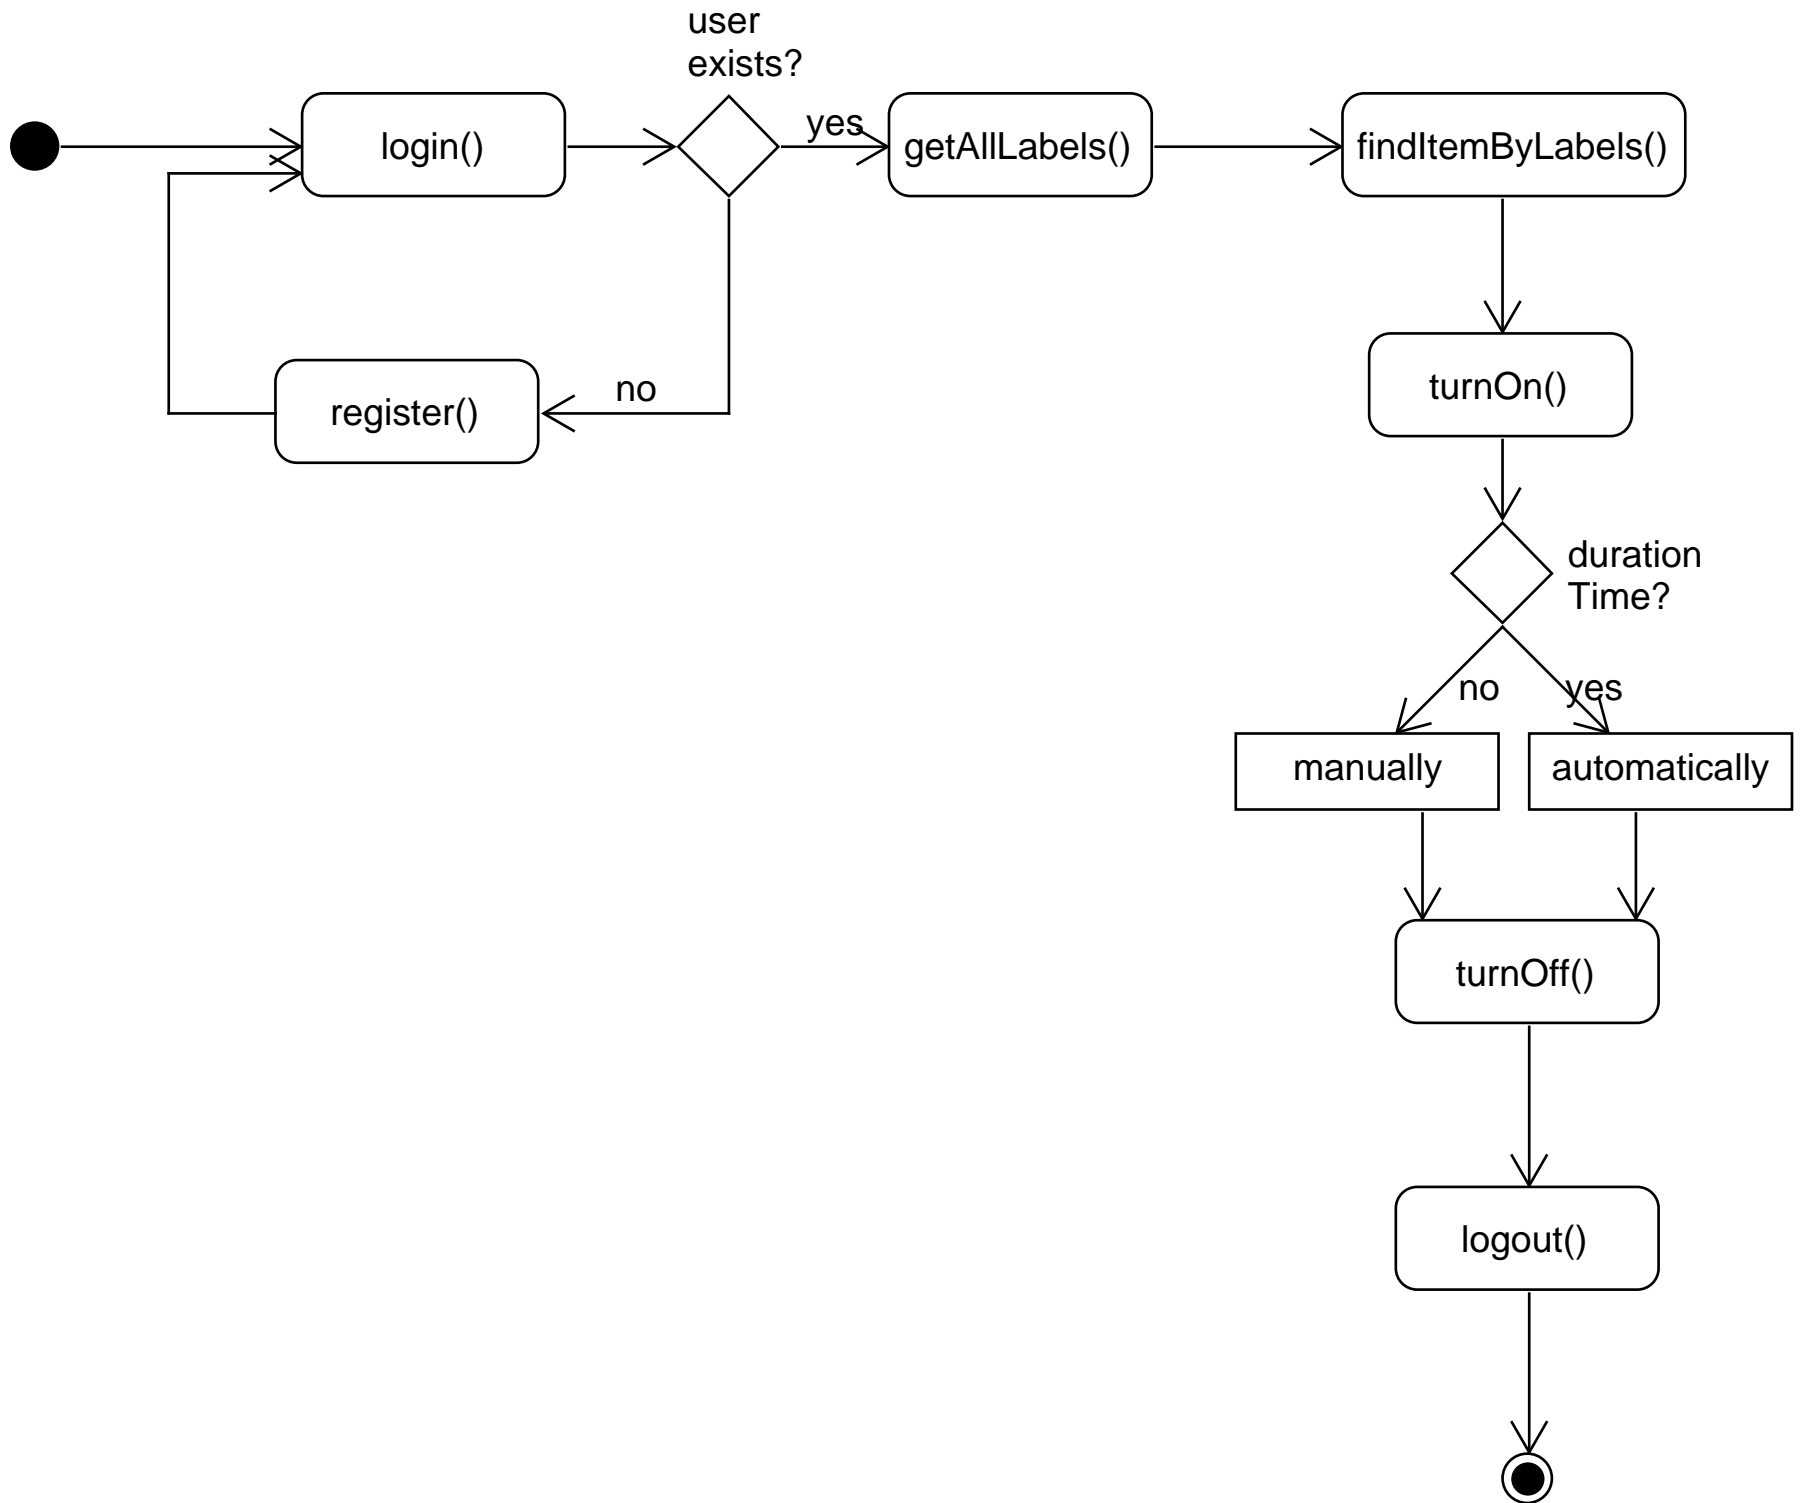 user
exists?
login()
yes
getAllLabels()
findItemByLabels()
register()
no
turnOn()
duration
Time?
no
yes
manually
automatically
turnOff()
logout()